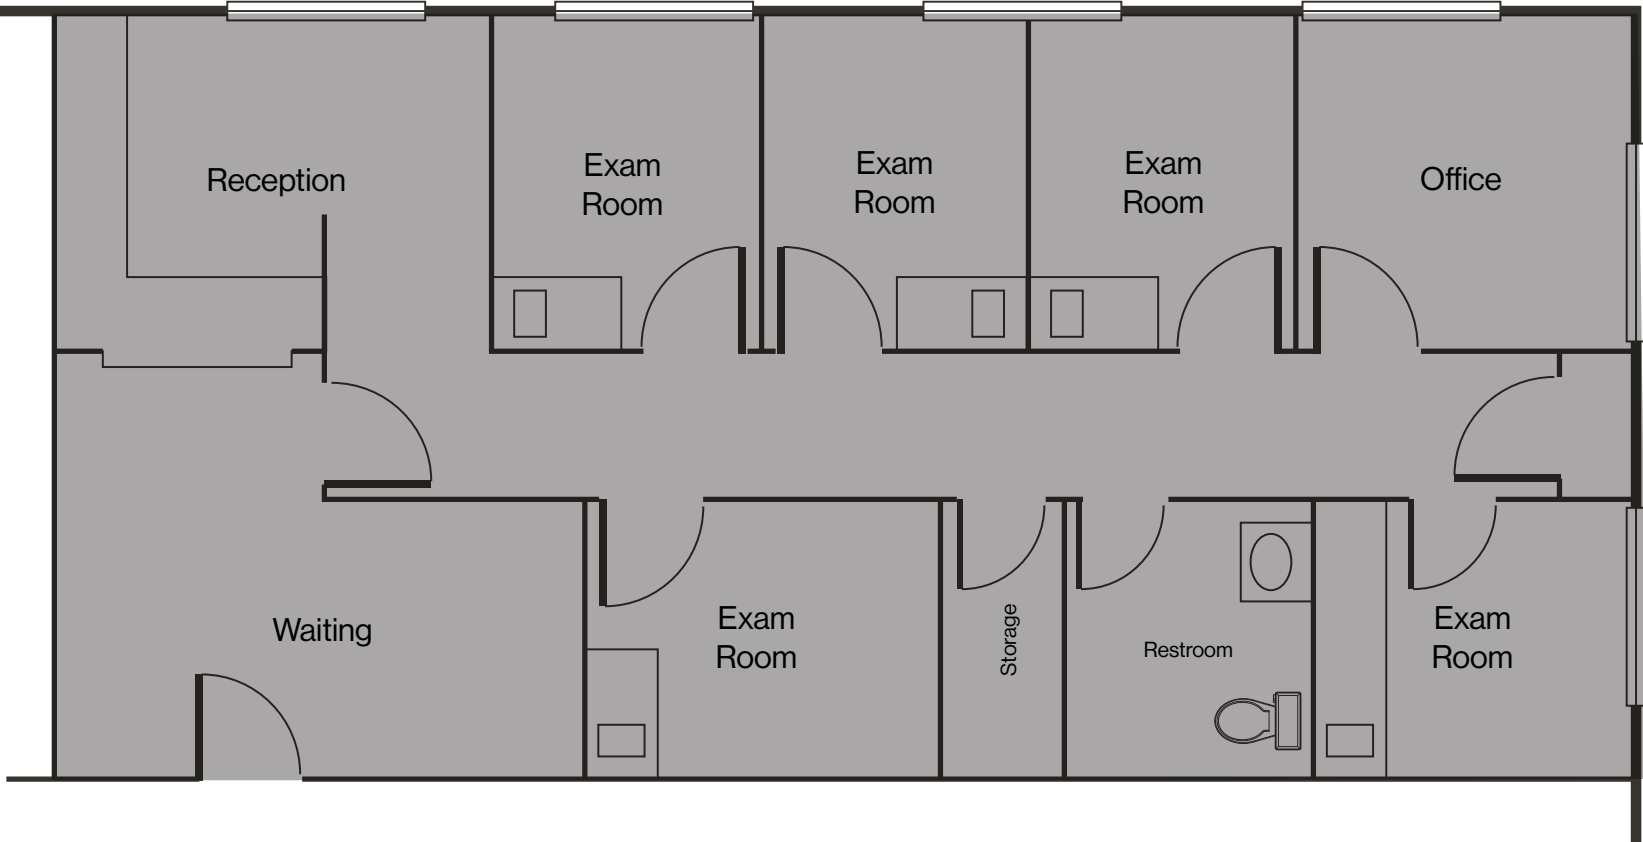 Reception
Exam
Room
Exam
Room
Exam
Room
Office
Waiting
Exam
Room
Storage
Restroom
Exam
Room